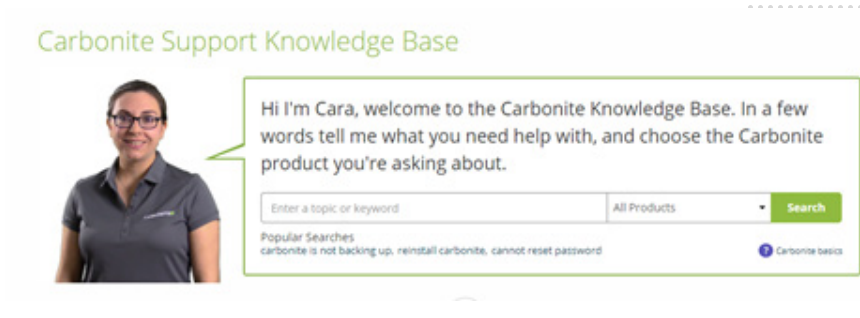 Carbonite Support Knowledge Base
Hi I'm Cara, welcome to the Carbonite Knowledge Base. In a few
words tell me what you need help with, and choose the Carbonite
product you're asking about.
Enter a topic or keyword
All Products
Search
Popular Searches
carbonite is not backing up, reinstall carbonite, cannot reset password
? Carbonite basics